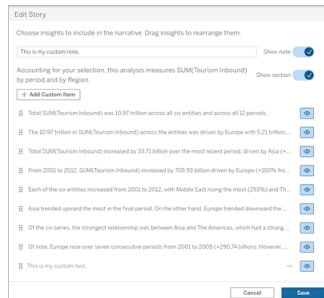 Edit Story
Choose insights to include in the narrative. Drag insights to rearrange them.
This is my custom note.
Show note
Accounting for your selection, this analysis measures SUM(Tourism Inbound)
by period and by Region.
Show section
+ Add Custom Item
Total SUM(Tourism Inbound) was 10.97 trillion across all six entities and across all 12 periods.
The 10.97 trillion in SUM(Tourism Inbound) across the entities was driven by Europe with 5.21 trillion,...
Total SUM(Tourism Inbound) increased by 33.71 billion over the most recent period, driven by Asia (+...
From 2001 to 2012, SUM(Tourism Inbound) increased by 705.93 billion driven by Europe (+100% fro...
Each of the six entities increased from 2001 to 2012, with Middle East rising the most (293%) and Th...
Asia trended upward the most in the final period. On the other hand, Europe trended downward the ...
Of the six series, the strongest relationship was between Asia and The Americas, which had a strong ...
Of note, Europe rose over seven consecutive periods from 2001 to 2008 (+290.74 billion). However, ...
This is my custom text.
Cancel
Save